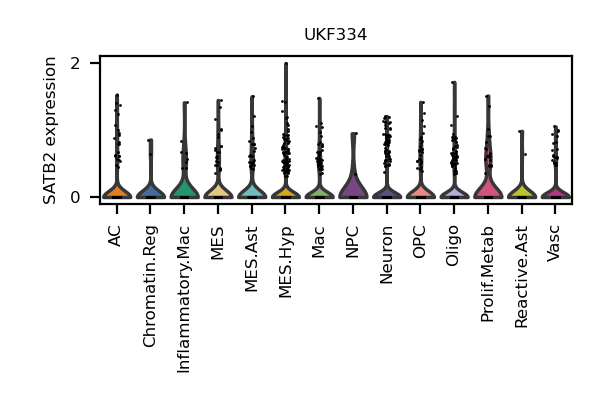 UKF334
SATB2 expression
2
0
AC
Chromatin.Reg
Inflammatory.Mac
MES
MES.Ast
MES.Hyp
Mac
NPC
Neuron
OPC
Oligo
Prolif.Metab
Reactive.Ast
Vasc